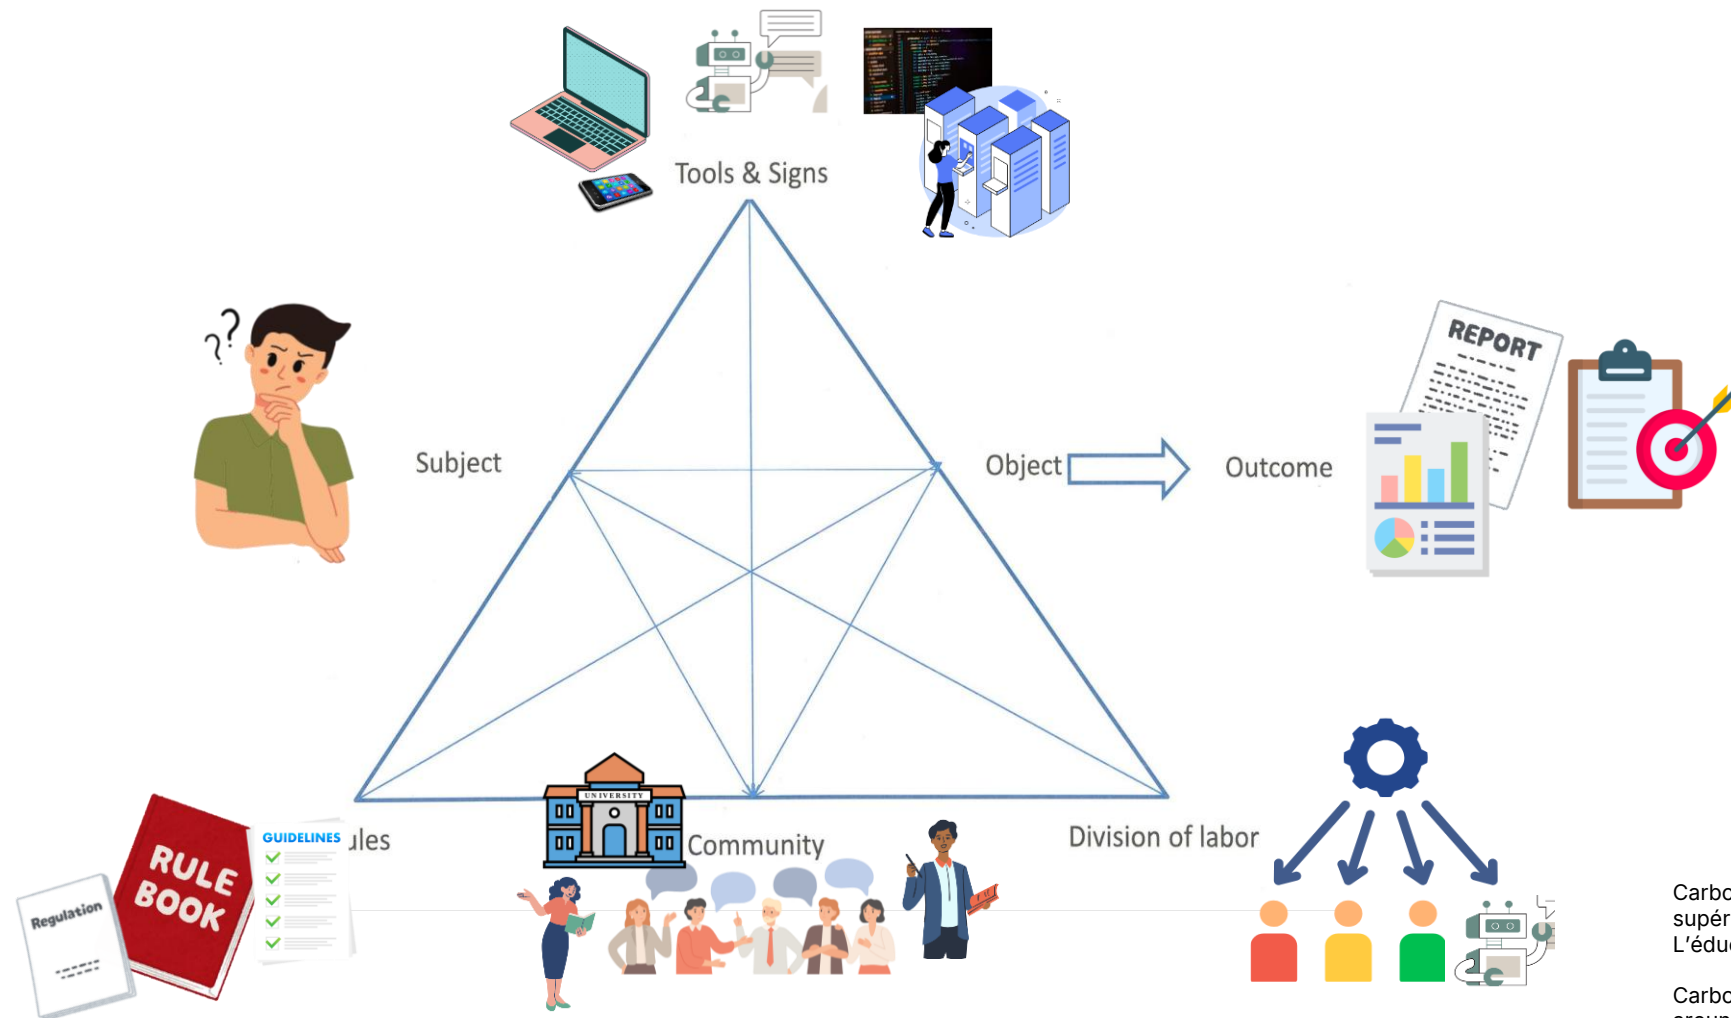 Tools & Signs
Subject
Object
Outcome
REPORT
UNIVERSITY
Community
Division of labor
RULE
BOOK
GUIDELINES
Regulation
ules
Carbo
supér
L'édu
Carbo